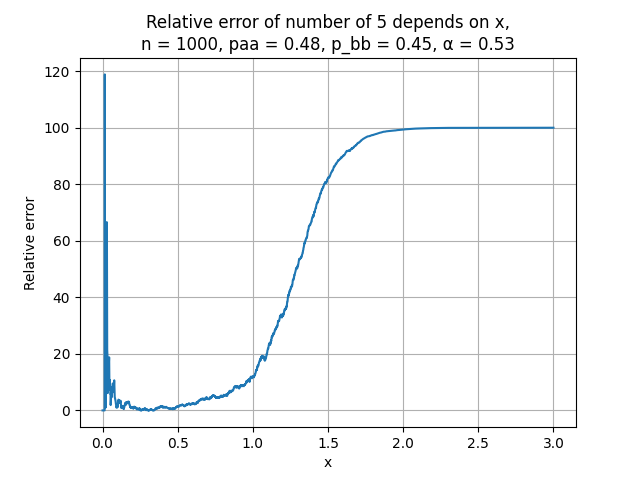 Relative error of number of 5 depends on x,
n = 1000, paa = 0.48, p_bb = 0.45, α = 0.53
120
100
80
60
40
20
0
Relative error
0.0 0.5 1.0 1.5 2.0 2.5 3.0
x